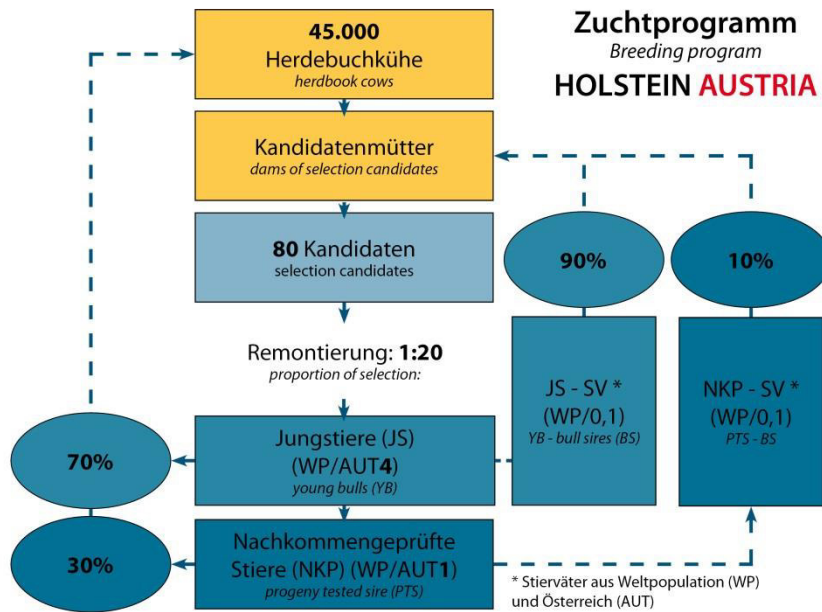 Zuchtprogramm
Breeding program
HOLSTEIN AUSTRIA
45.000
Herdebuchkühe
herdbook cows
Kandidatenmütter
dams of selection candidates
80 Kandidaten
selection candidates
90%
10%
Remontierung: 1:20
proportion of selection:
JS - SV *
(WP/0,1)
YB - bull sires (BS)
NKP - SV *
(WP/0,1)
PTS - BS
Jungstiere (JS)
(WP/AUT4)
young bulls (YB)
70%
Nachkommengeprüfte
Stiere (NKP) (WP/AUT1)
progeny tested sire (PTS)
30%
* Stierväter aus Weltpopulation (WP)
und Österreich (AUT)